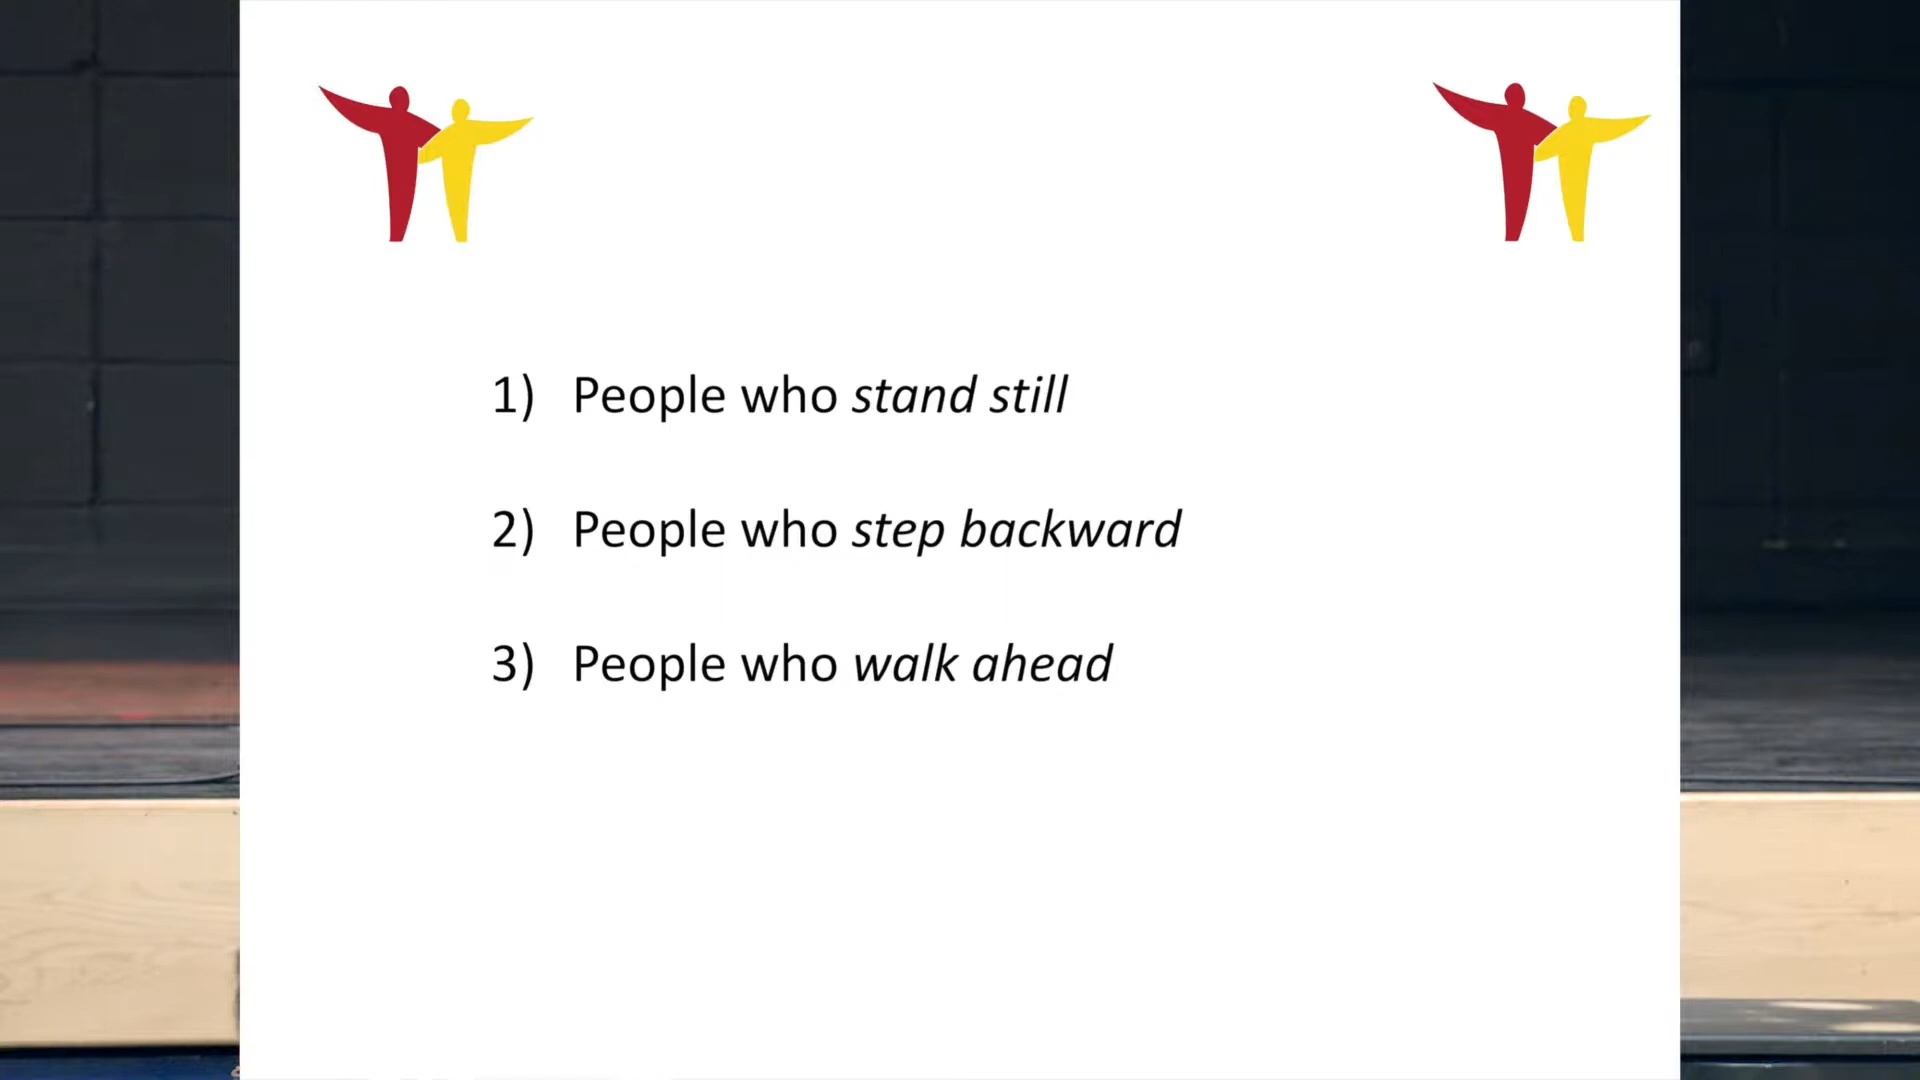 1) People who stand still
2) People who step backward
3) People who walk ahead